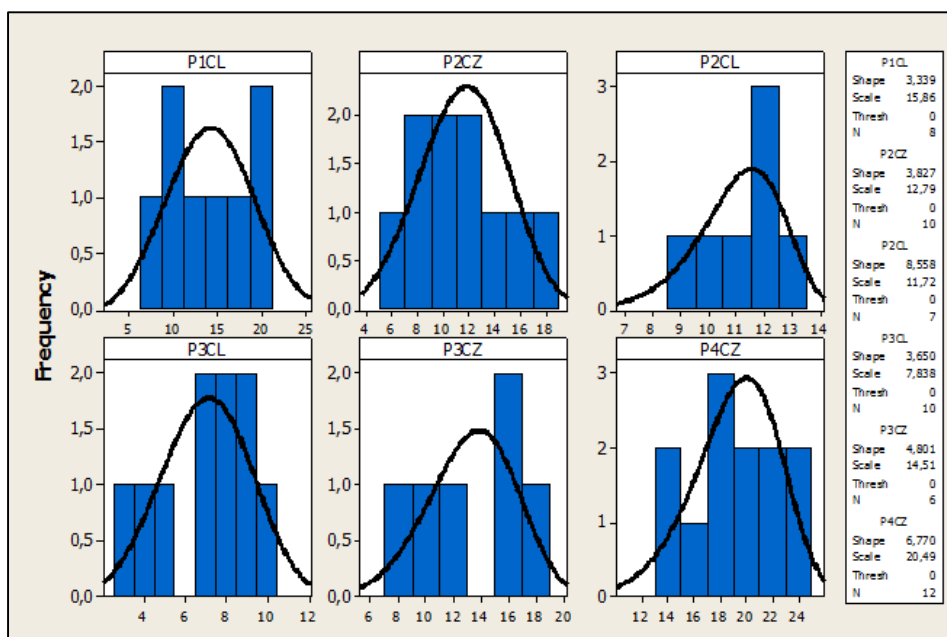 P1CL
P2CZ
P2CL
2,0
1,5
1,0
0,5
0,0
5 10 15 20 25
2,0
1,5
1,0
0,5
0,0
4 6 8 10 12 14 16 18
3
2
1
0
7 8 9 10 11 12 13 14
Frequency
P3CL
P3CZ
P4CZ
2,0
1,5
1,0
0,5
0,0
4 6 8 10 12
2,0
1,5
1,0
0,5
0,0
6 8 10 12 14 16 18 20
3
2
1
0
12 14 16 18 20 22 24
P1CL
Shape 3,339
Scale 15,86
Thresh 0
N 8
P2CZ
Shape 3,827
Scale 12,79
Thresh 0
N 10
P2CL
Shape 8,558
Scale 11,72
Thresh 0
N 7
P3CL
Shape 3,650
Scale 7,838
Thresh 0
N 10
P3CZ
Shape 4,801
Scale 14,51
Thresh 0
N 6
P4CZ
Shape 6,770
Scale 20,49
Thresh 0
N 12